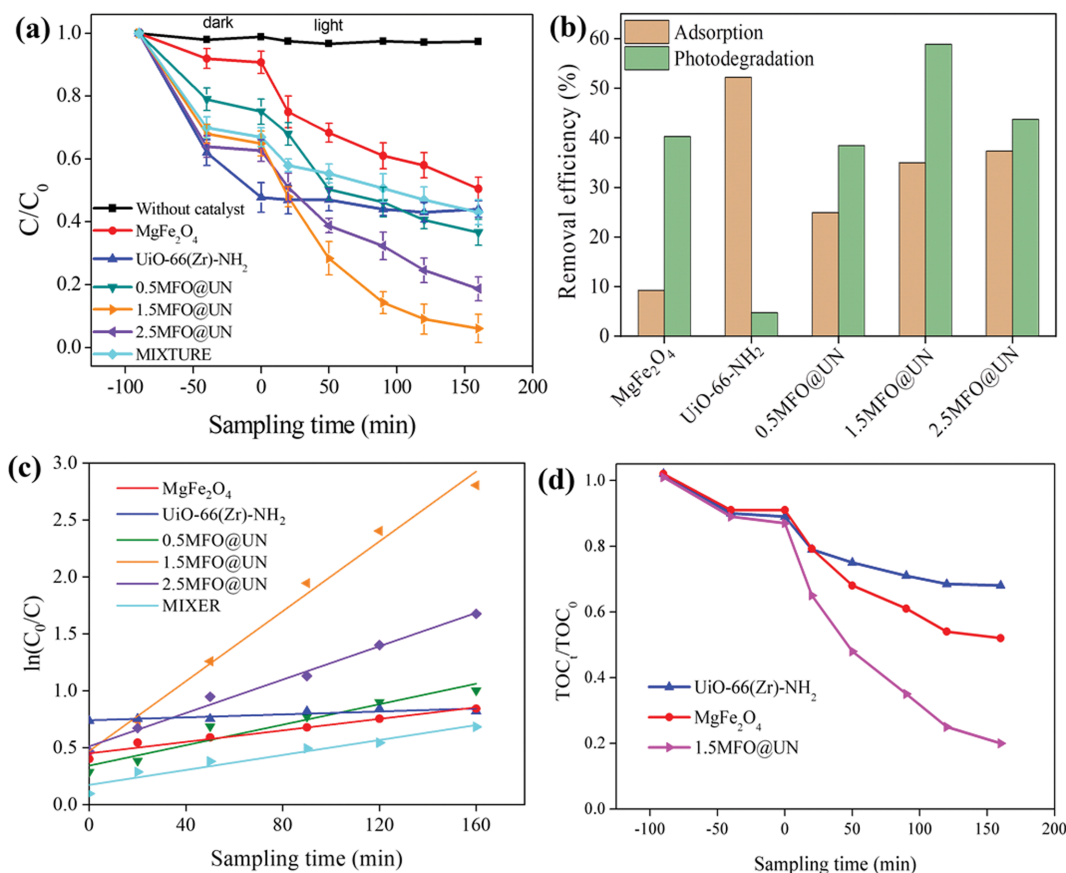 (a)
dark
light
C/C₀
1.0
0.8
0.6
0.4
0.2
0.0
Without catalyst
MgFe₂O₄
UiO-66(Zr)-NH₂
0.5MFO@UN
1.5MFO@UN
2.5MFO@UN
MIXTURE
-100 -50 0 50 100 150 200
Sampling time (min)
(b)
Adsorption
Photodegradation
Removal efficiency (%)
60
50
40
30
20
10
0
MgFe₂O₄
UiO-66-NH₂
0.5MFO@UN
1.5MFO@UN
2.5MFO@UN
(c)
ln(C₀/C)
3.0
2.5
2.0
1.5
1.0
0.5
0.0
MgFe₂O₄
UiO-66(Zr)-NH₂
0.5MFO@UN
1.5MFO@UN
2.5MFO@UN
MIXER
0 40 80 120 160
Sampling time (min)
(d)
TOCₜ/TOC₀
1.0
0.8
0.6
0.4
0.2
0.0
UiO-66(Zr)-NH₂
MgFe₂O₄
1.5MFO@UN
-100 -50 0 50 100 150 200
Sampling time (min)